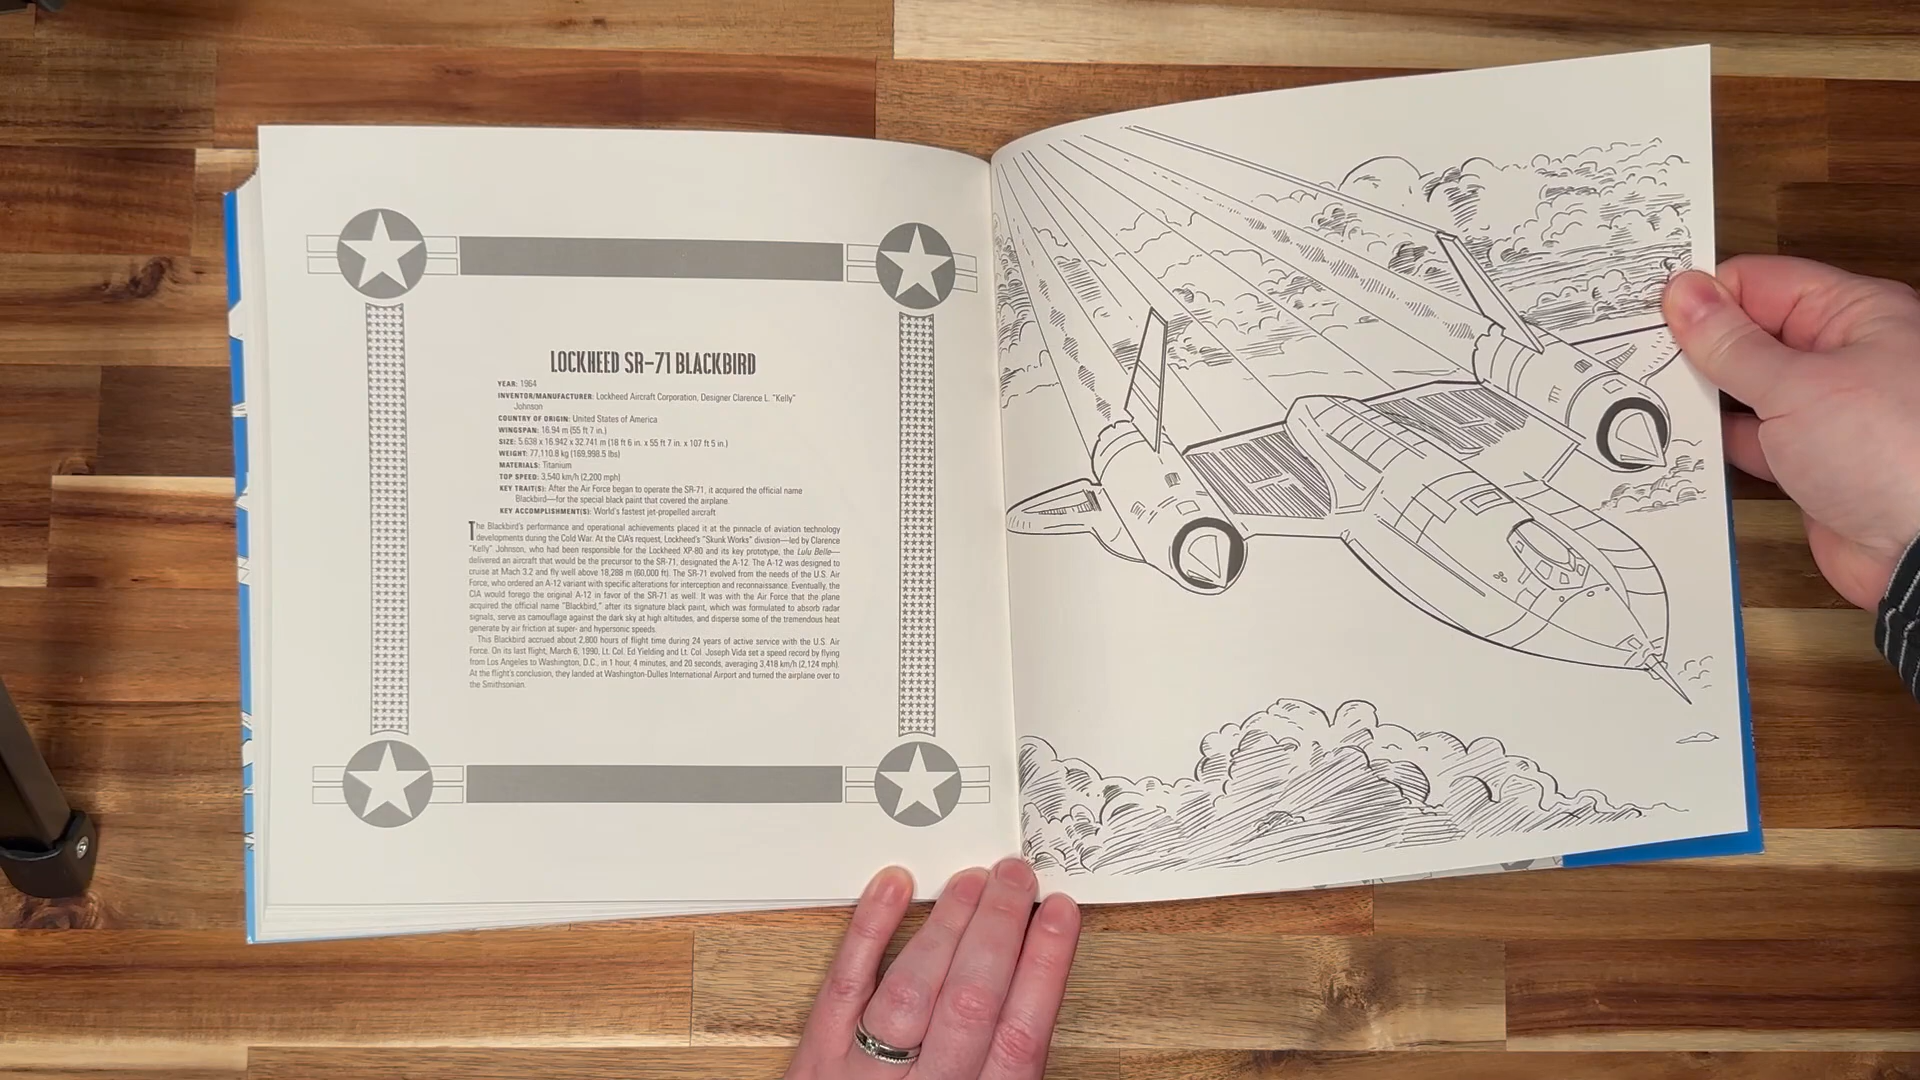 LOCKHEED SR-71 BLACKBIRD
YEAR: 1964
INVENTOR/MANUFACTURER: Lockheed Aircraft Corporation, Designer Clarence L. "Kelly"
Johnson
COUNTRY OF ORIGIN: United States of America
WINGSPAN: 16.94 m (55 ft 7 in.)
SIZE: 5.638 x 16.942 x 32.741 m (18 ft 6 in. x 55 ft 7 in. x 107 ft 5 in.)
WEIGHT: 77,110.8 kg (169,998.5 lbs)
MATERIALS: Titanium
TOP SPEED: 3,540 km/h (2,200 mph)
KEY TRAIT(S): After the Air Force began to operate the SR-71, it acquired the official name
Blackbird—for the special black paint that covered the airplane.
KEY ACCOMPLISHMENT(S): World's fastest jet-propelled aircraft
The Blackbird's performance and operational achievements placed it at the pinnacle of aviation technology
developments during the Cold War. At the CIA's request, Lockheed's "Skunk Works" division—led by Clarence
"Kelly" Johnson, who had been responsible for the Lockheed XP-80 and its key prototype, the Lulu Belle—
delivered an aircraft that would be the precursor to the SR-71, designated the A-12. The A-12 was designed to
cruise at Mach 3.2 and fly well above 18,288 m (60,000 ft). The SR-71 evolved from the needs of the U.S. Air
Force, who ordered an A-12 variant with specific alterations for interception and reconnaissance. Eventually, the
CIA would forego the original A-12 in favor of the SR-71 as well. It was with the Air Force that the plane
acquired the official name "Blackbird," after its signature black paint, which was formulated to absorb radar
signals, serve as camouflage against the dark sky at high altitudes, and disperse some of the tremendous heat
generate by air friction at super- and hypersonic speeds.
This Blackbird accrued about 2,800 hours of flight time during 24 years of active service with the U.S. Air
Force. On its last flight, March 6, 1990, Lt. Col. Ed Yielding and Lt. Col. Joseph Vida set a speed record by flying
from Los Angeles to Washington, D.C., in 1 hour, 4 minutes, and 20 seconds, averaging 3,418 km/h (2,124 mph).
At the flight's conclusion, they landed at Washington-Dulles International Airport and turned the airplane over to
the Smithsonian.